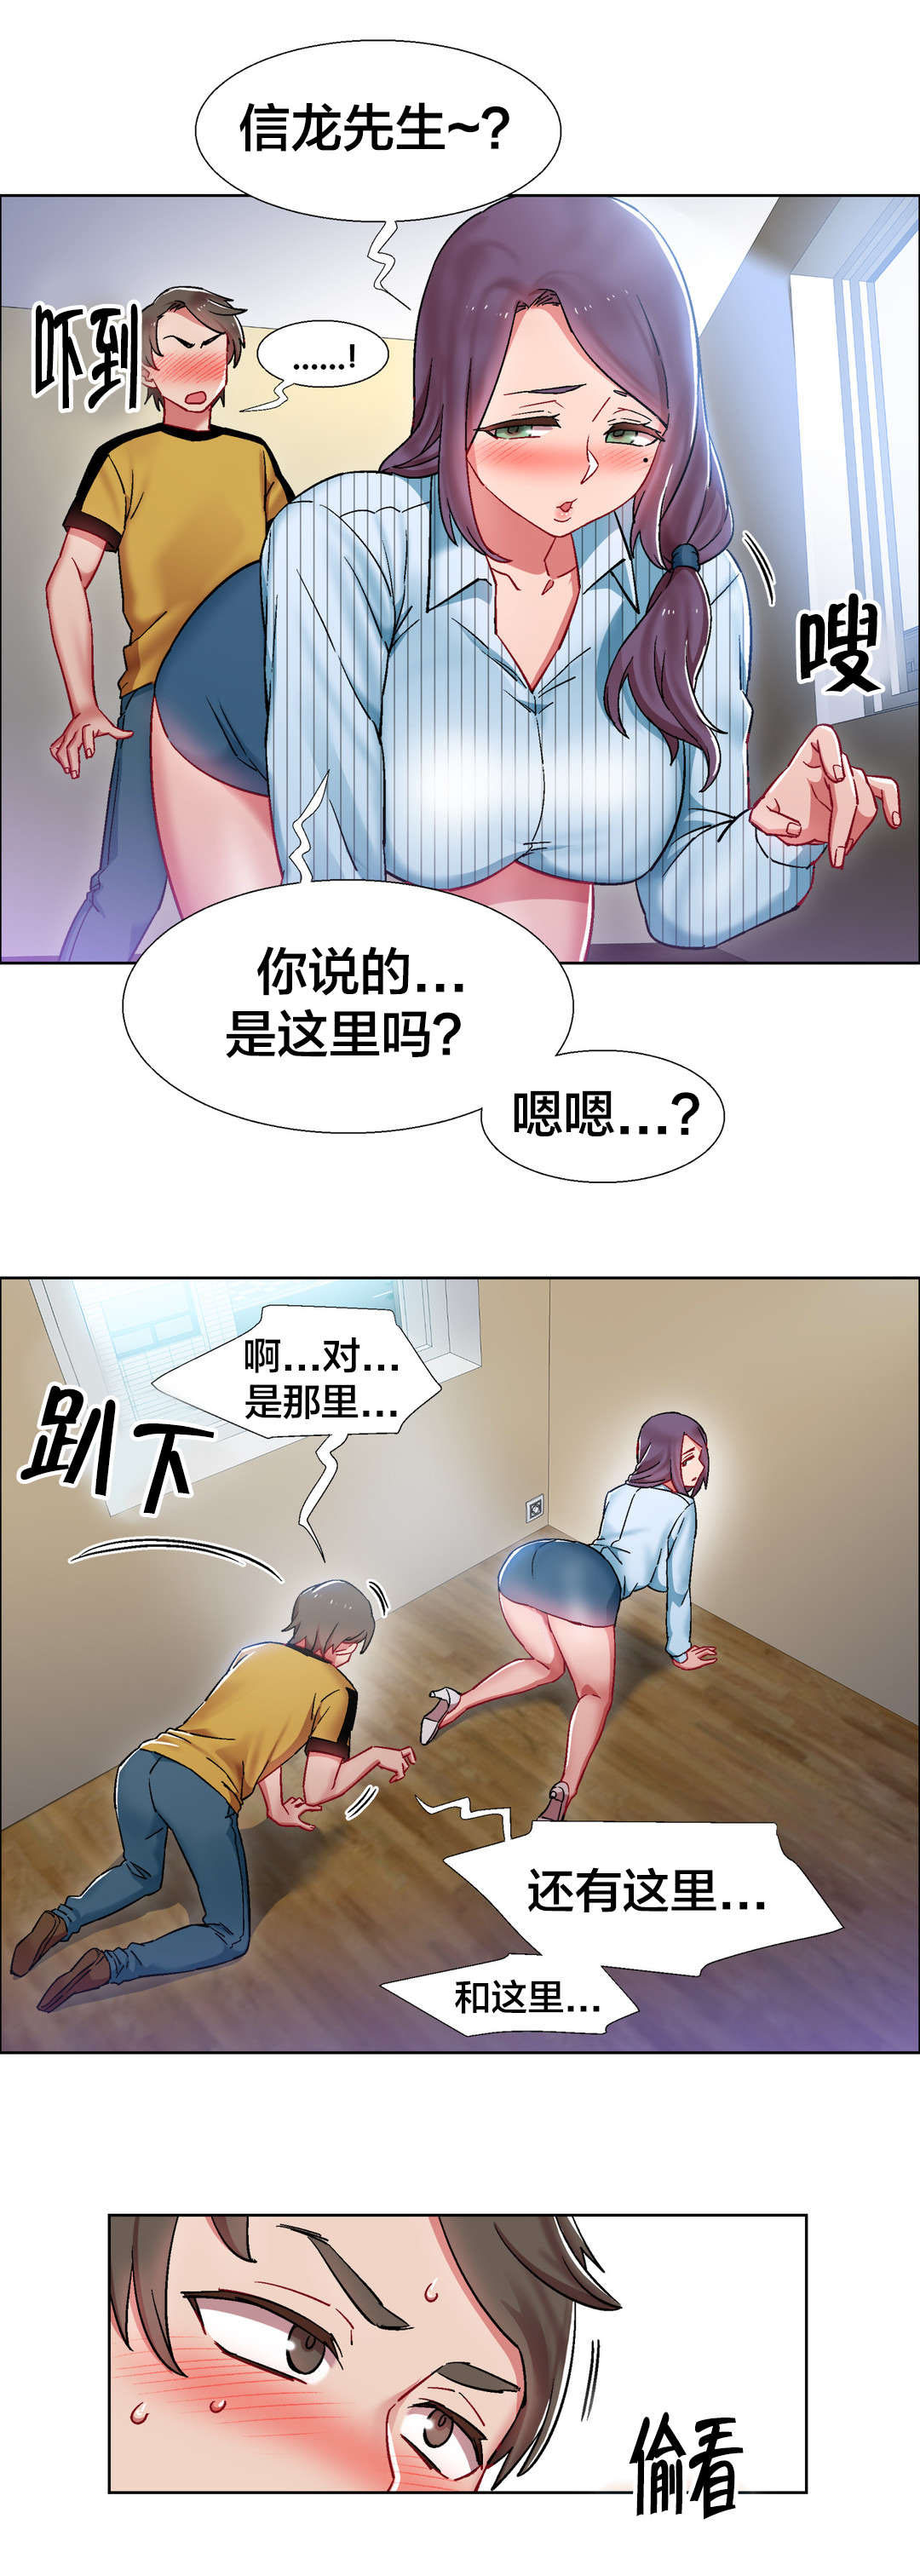 信龙先生~?
吓到
……!
嗖
你说的…
是这里吗?
嗯嗯…?
啊…对…
是那里…
趴下
还有这里…
和这里…
偷看